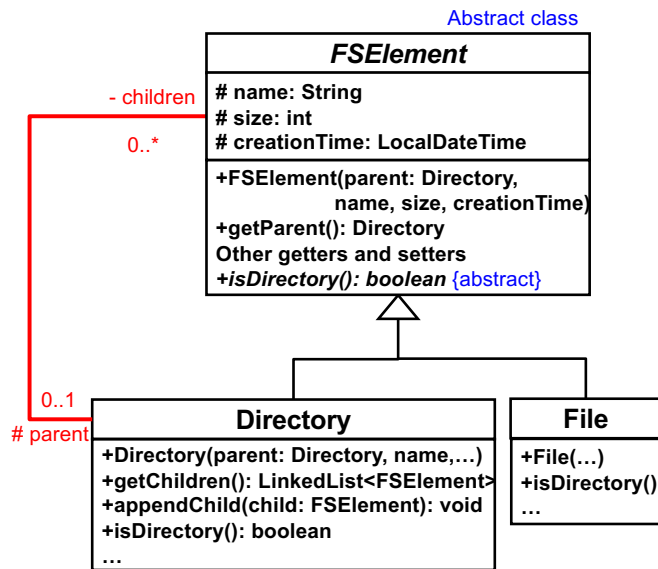 Abstract class
FSElement
- children
0..*
# name: String
# size: int
# creationTime: LocalDateTime
+FSElement(parent: Directory,
name, size, creationTime)
+getParent(): Directory
Other getters and setters
+isDirectory(): boolean {abstract}
0..1
# parent
Directory
+Directory(parent: Directory, name,…)
+getChildren(): LinkedList<FSElement>
+appendChild(child: FSElement): void
+isDirectory(): boolean
…
File
+File(…)
+isDirectory()
…